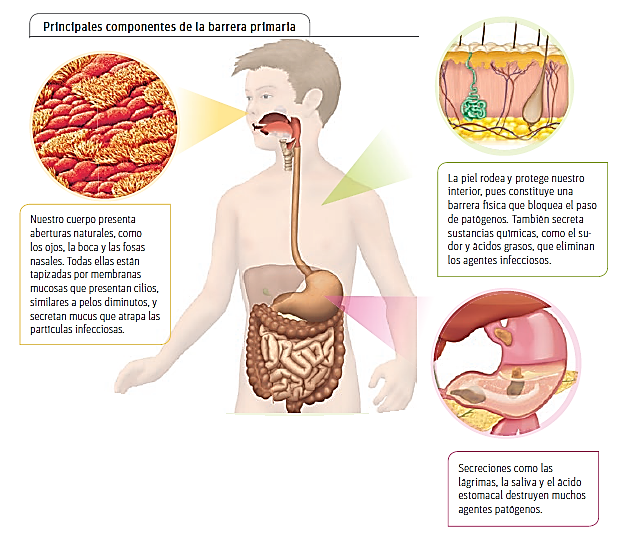 Principales componentes de la barrera primaria
Nuestro cuerpo presenta
aberturas naturales, como
los ojos, la boca y las fosas
nasales. Todas ellas están
tapizadas por membranas
mucosas que presentan cilios,
similares a pelos diminutos, y
secretan mucus que atrapa las
partículas infecciosas.
La piel rodea y protege nuestro
interior, pues constituye una
barrera física que bloquea el paso
de patógenos. También secreta
sustancias químicas, como el su-
dor y ácidos grasos, que eliminan
los agentes infecciosos.
Secreciones como las
lágrimas, la saliva y el ácido
estomacal destruyen muchos
agentes patógenos.